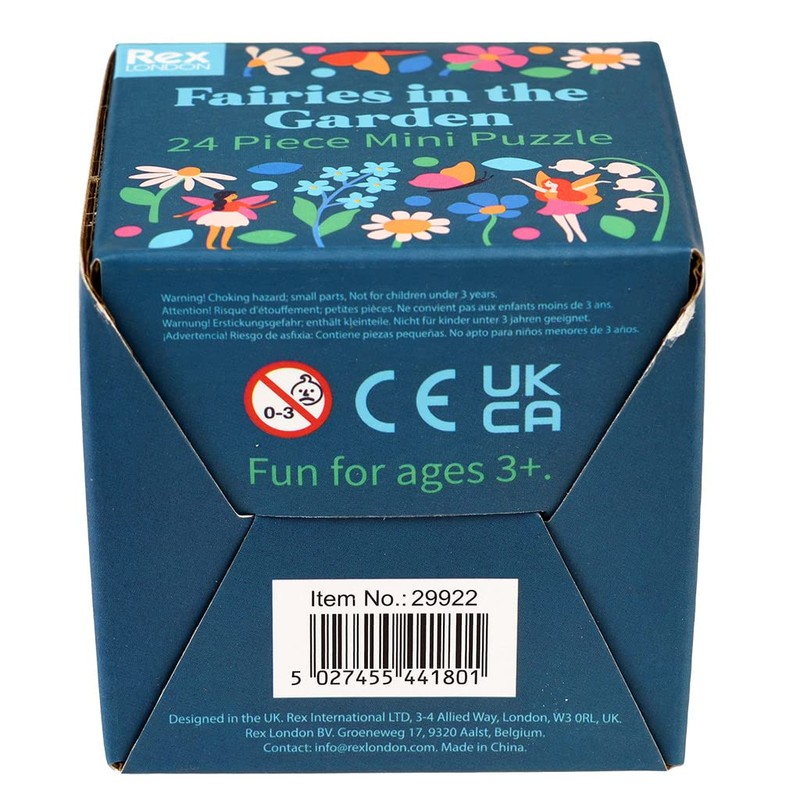 Rex
LONDON
Fairies in the
Garden
24 Piece Mini Puzzle
Warning! Choking hazard; small parts, Not for children under 3 years.
Attention! Risque d'étouffement; petites pièces. Ne convient pas aux enfants moins de 3 ans.
Warnung! Erstickungsgefahr; enthält kleinteile. Nicht für kinder unter 3 jahren geeignet.
¡Advertencia! Riesgo de asfixia: Contiene piezas pequeñas. No apto para niños menores de 3 años.
0-3
CE
UK
CA
Fun for ages 3+.
Item No.: 29922
5 027455 441801
Designed in the UK. Rex International LTD, 3-4 Allied Way, London, W3 0RL, UK.
Rex London BV. Groeneweg 17, 9320 Aalst, Belgium.
Contact: info@rexlondon.com. Made in China.